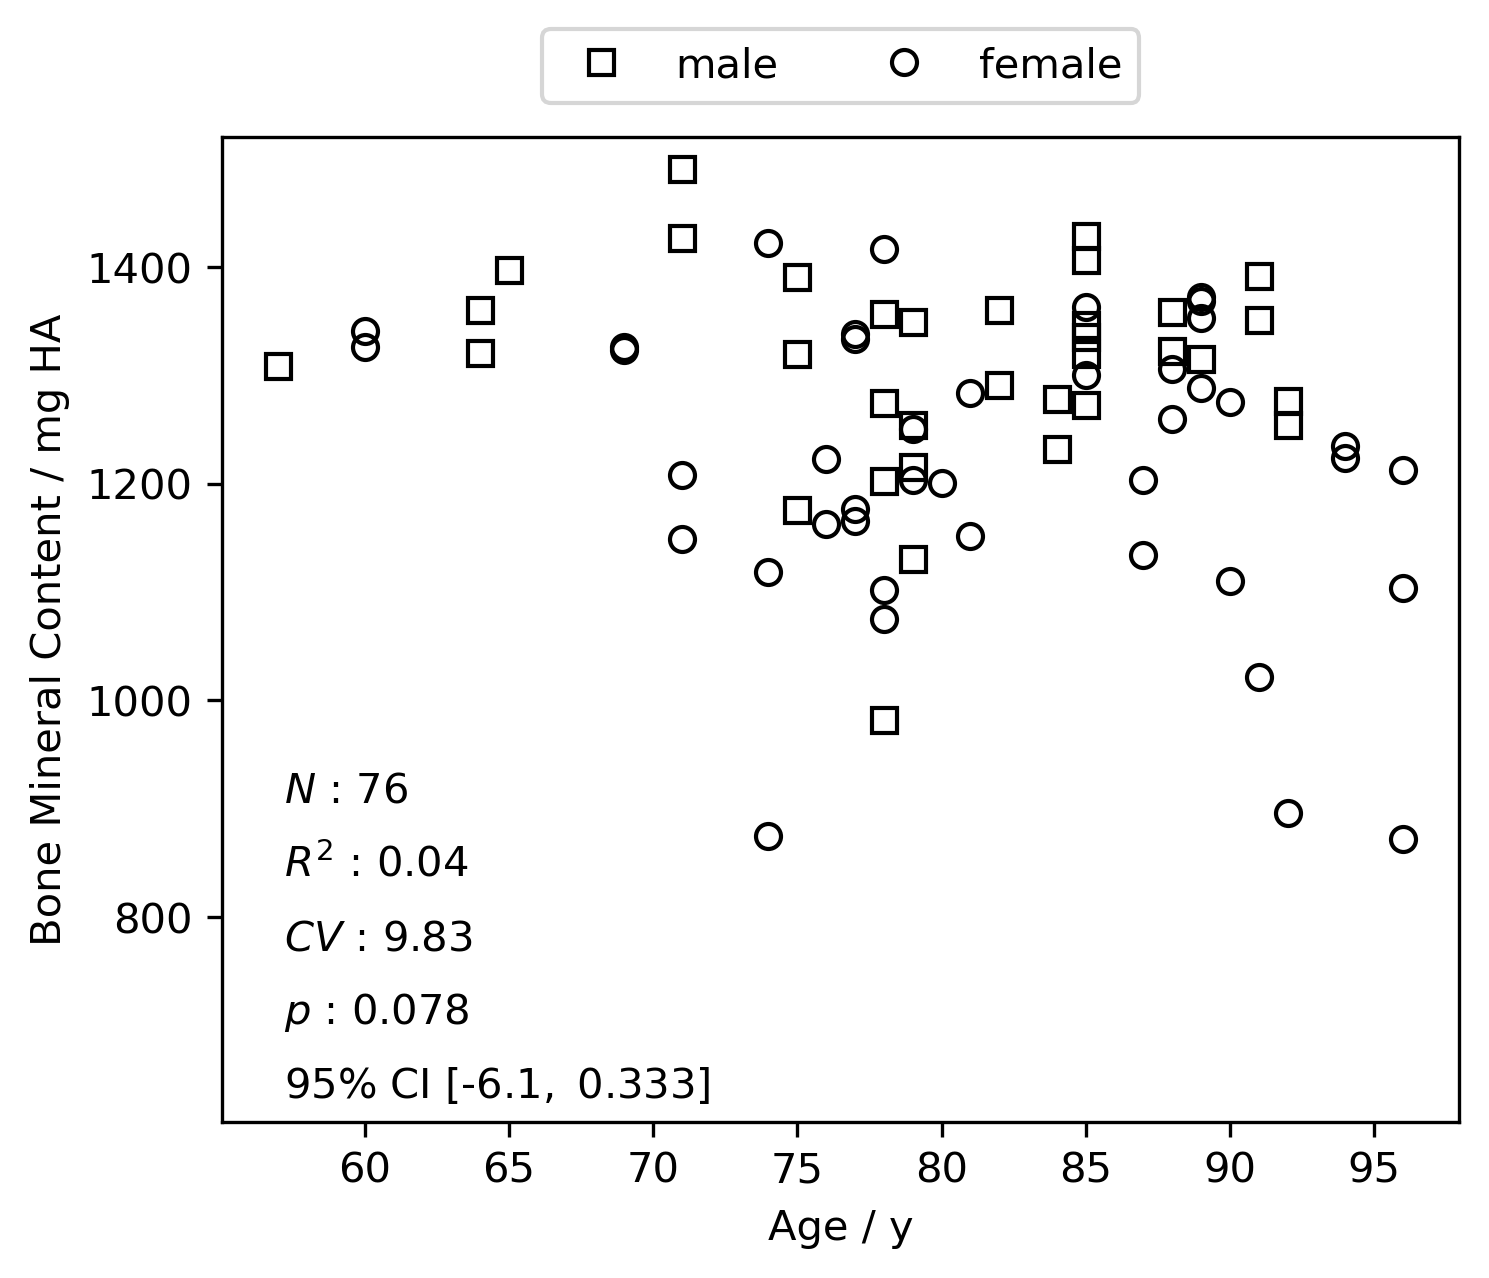 male female
1400
1200
1000
800
Bone Mineral Content / mg HA
N : 76
R² : 0.04
CV : 9.83
p : 0.078
95% CI [-6.1, 0.333]
60 65 70 75 80 85 90 95
Age / y